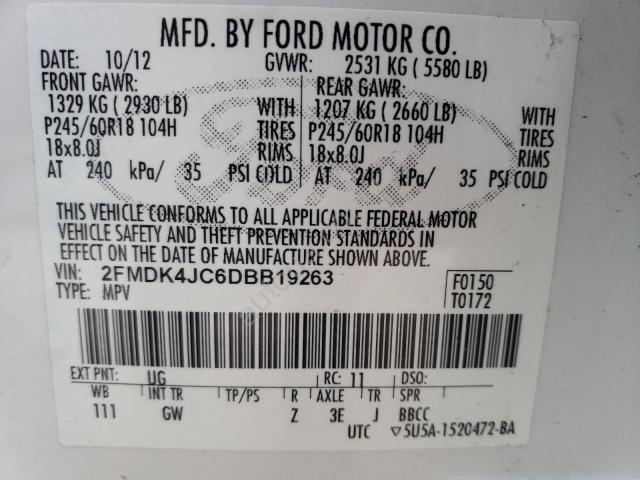 MFD. BY FORD MOTOR CO.
DATE: 10/12 GVWR: 2531 KG ( 5580 LB)
FRONT GAWR: REAR GAWR:
1329 KG ( 2930 LB) WITH 1207 KG ( 2660 LB) WITH
P245/60R18 104H TIRES P245/60R18 104H TIRES
18x8.0J RIMS 18x8.0J RIMS
AT 240 kPa/ 35 PSI COLD AT 240 kPa/ 35 PSI COLD
THIS VEHICLE CONFORMS TO ALL APPLICABLE FEDERAL MOTOR
VEHICLE SAFETY AND THEFT PREVENTION STANDARDS IN
EFFECT ON THE DATE OF MANUFACTURE SHOWN ABOVE.
VIN: 2FMDK4JC6DBB19263 F0150
TYPE: MPV T0172
EXT PNT: UG RC: 11 DSO:
WB INT TR TP/PS R AXLE TR SPR
111 GW Z 3E J BBCC
UTC ▽5U5A-1520472-BA
Ford